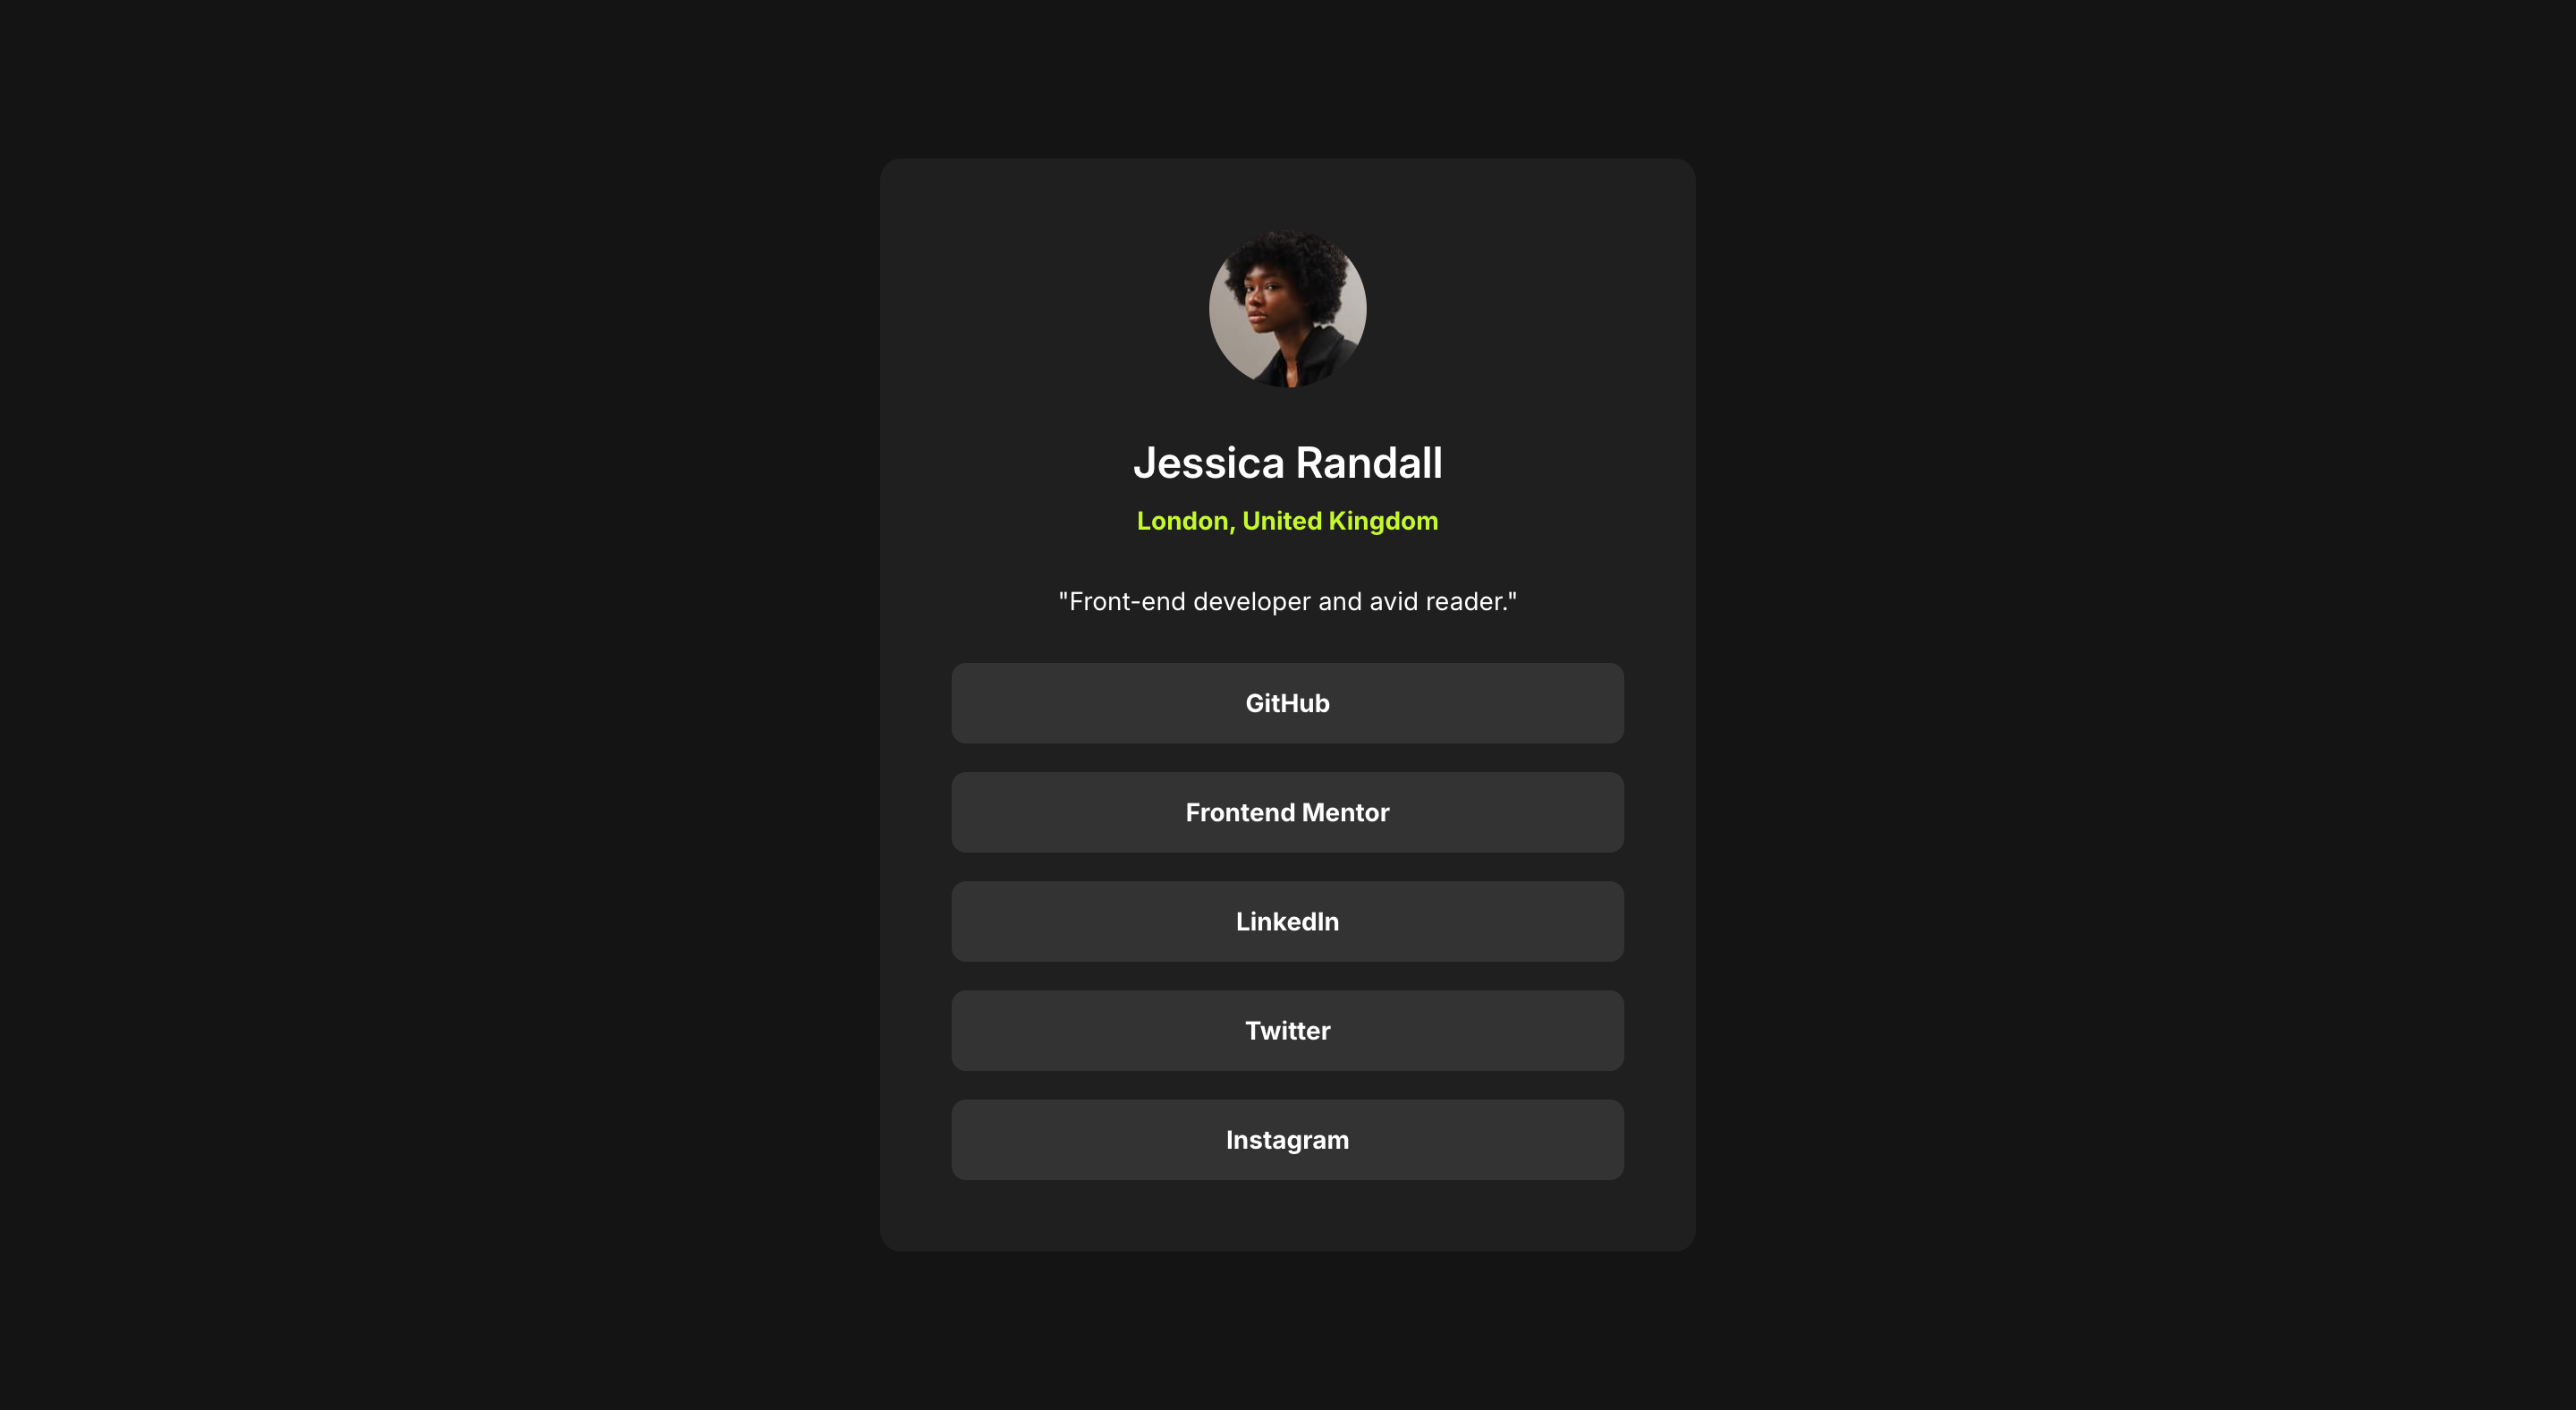 Jessica Randall
London, United Kingdom
"Front-end developer and avid reader."
GitHub
Frontend Mentor
LinkedIn
Twitter
Instagram